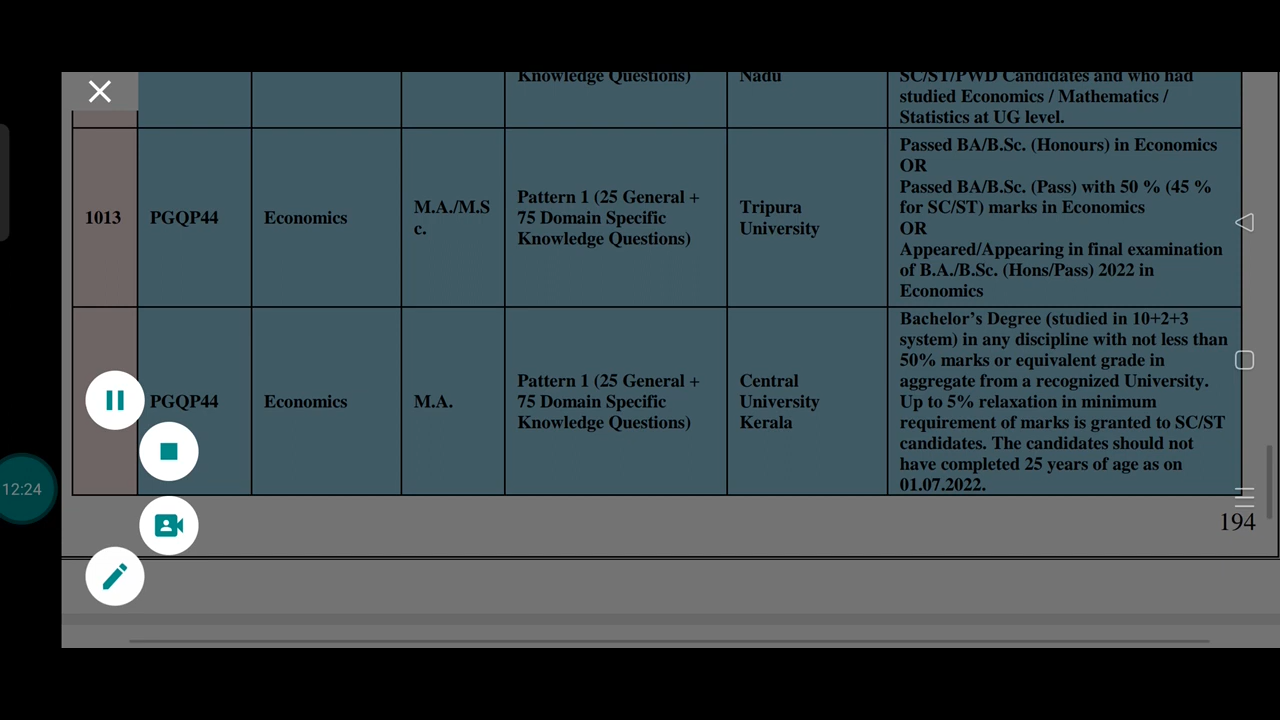 Knowledge Questions)
Nadu
SC/ST/PWD Candidates and who had
studied Economics / Mathematics /
Statistics at UG level.
1013
PGQP44
Economics
M.A./M.S
c.
Pattern 1 (25 General +
75 Domain Specific
Knowledge Questions)
Tripura
University
Passed BA/B.Sc. (Honours) in Economics
OR
Passed BA/B.Sc. (Pass) with 50 % (45 %
for SC/ST) marks in Economics
OR
Appeared/Appearing in final examination
of B.A./B.Sc. (Hons/Pass) 2022 in
Economics
PGQP44
Economics
M.A.
Pattern 1 (25 General +
75 Domain Specific
Knowledge Questions)
Central
University
Kerala
Bachelor’s Degree (studied in 10+2+3
system) in any discipline with not less than
50% marks or equivalent grade in
aggregate from a recognized University.
Up to 5% relaxation in minimum
requirement of marks is granted to SC/ST
candidates. The candidates should not
have completed 25 years of age as on
01.07.2022.
12:24
194